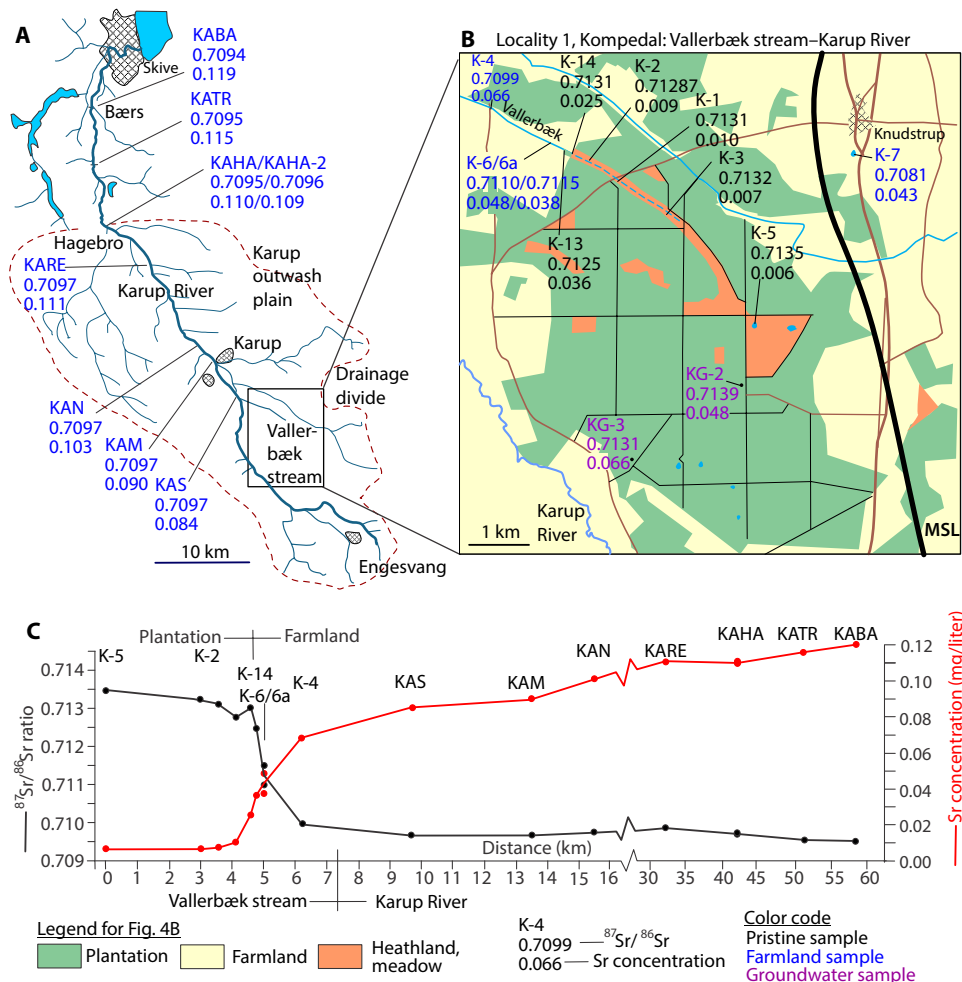 A
KABA
0.7094
0.119
Skive
Bærs
KATR
0.7095
0.115
KAHA/KAHA-2
0.7095/0.7096
0.110/0.109
Hagebro
KARE
0.7097
0.111
Karup River
Karup
outwash
plain
Karup
Drainage
divide
KAN
0.7097
0.103
KAM
0.7097
0.090
KAS
0.7097
0.084
Valler-
bæk
stream
10 km
Engesvang
B
Locality 1, Kompedal: Vallerbæk stream–Karup River
K-4
0.7099
0.066
K-14
0.7131
0.025
K-2
0.71287
0.009
K-1
0.7131
0.010
Vallerbæk
K-6/6a
0.7110/0.7115
0.048/0.038
K-3
0.7132
0.007
Knudstrup
K-7
0.7081
0.043
K-13
0.7125
0.036
K-5
0.7135
0.006
KG-2
0.7139
0.048
KG-3
0.7131
0.066
Karup
River
1 km
MSL
C
Plantation
Farmland
K-5
K-2
K-14
K-6/6a
K-4
KAS
KAM
KAN
KARE
KAHA
KATR
KABA
0.714
0.713
0.712
0.711
0.710
0.709
87Sr/86Sr ratio
0.12
0.10
0.08
0.06
0.04
0.02
0.00
Sr concentration (mg/liter)
Distance (km)
0 1 2 3 4 5 6 7 8 9 10 11 12 13 14 15 16 30 35 40 45 50 55 60
Vallerbæk stream
Karup River
Legend for Fig. 4B
Plantation
Farmland
Heathland,
meadow
K-4
0.7099
87Sr/ 86Sr
0.066
Sr concentration
Color code
Pristine sample
Farmland sample
Groundwater sample